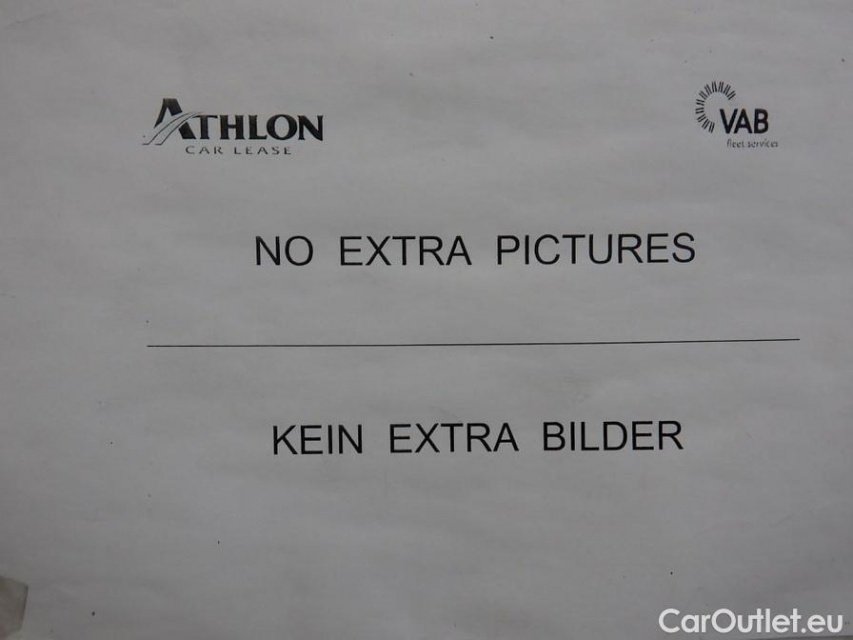 ATHLON
CAR LEASE
VAB
fleet services
NO EXTRA PICTURES
KEIN EXTRA BILDER
CarOutlet.eu